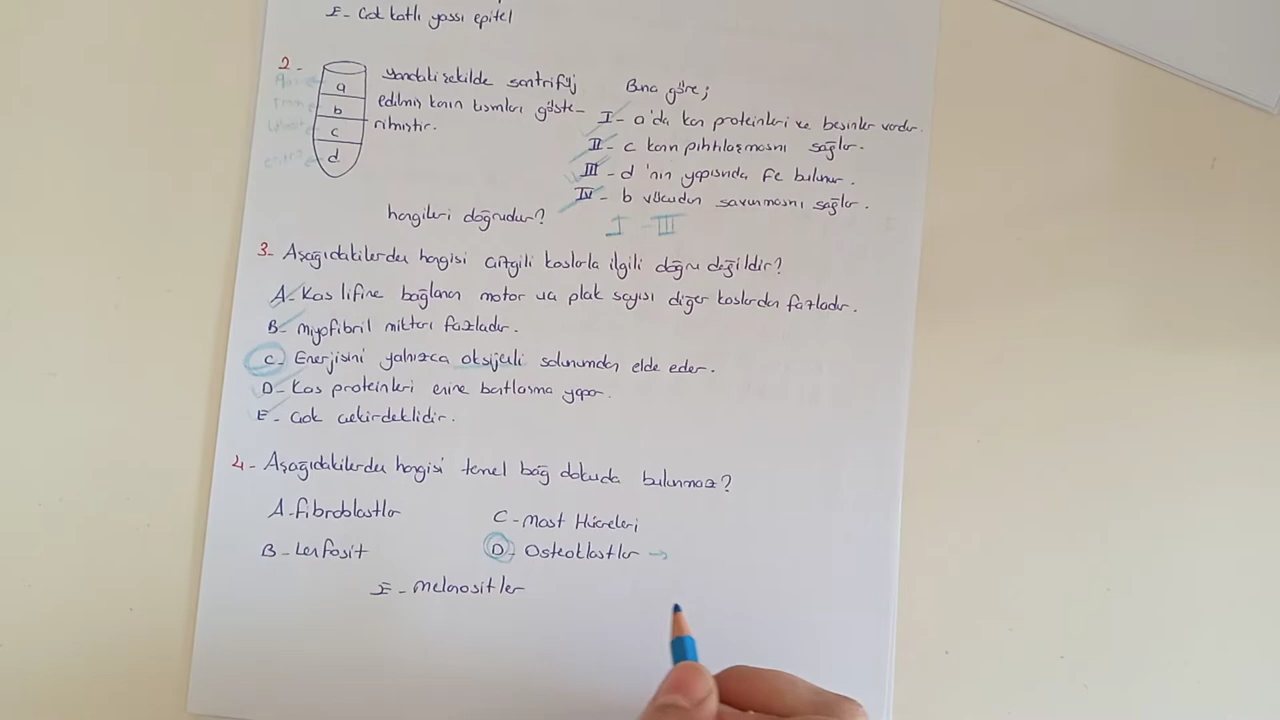 E- Çok katlı yassı epitel
2-
a
b
c
d
yandaki şekilde santrifüj
edilmiş kanın kısımları göste-
rilmiştir.
Buna göre;
I- a'da kan proteinleri ve besinler vardır.
II- c kanın pıhtılaşmasını sağlar.
III- d 'nin yapısında Fe bulunur.
IV- b vücudun savunmasını sağlar.
hangileri doğrudur?
I - III
3- Aşağıdakilerden hangisi çizgili kaslarla ilgili doğru değildir?
A- Kas lifine bağlanan motor uç plak sayısı diğer kaslardan fazladır.
B- Miyofibril miktarı fazladır.
C- Enerjisini yalnızca oksijenli solunumdan elde eder.
D- Kas proteinleri enine bantlaşma yapar.
E- Çok çekirdeklidir.
4- Aşağıdakilerden hangisi temel bağ dokuda bulunmaz?
A- Fibroblastlar
C- Mast Hücreleri
B- Lenfosit
D- Osteoklastlar →
E- Melanositler